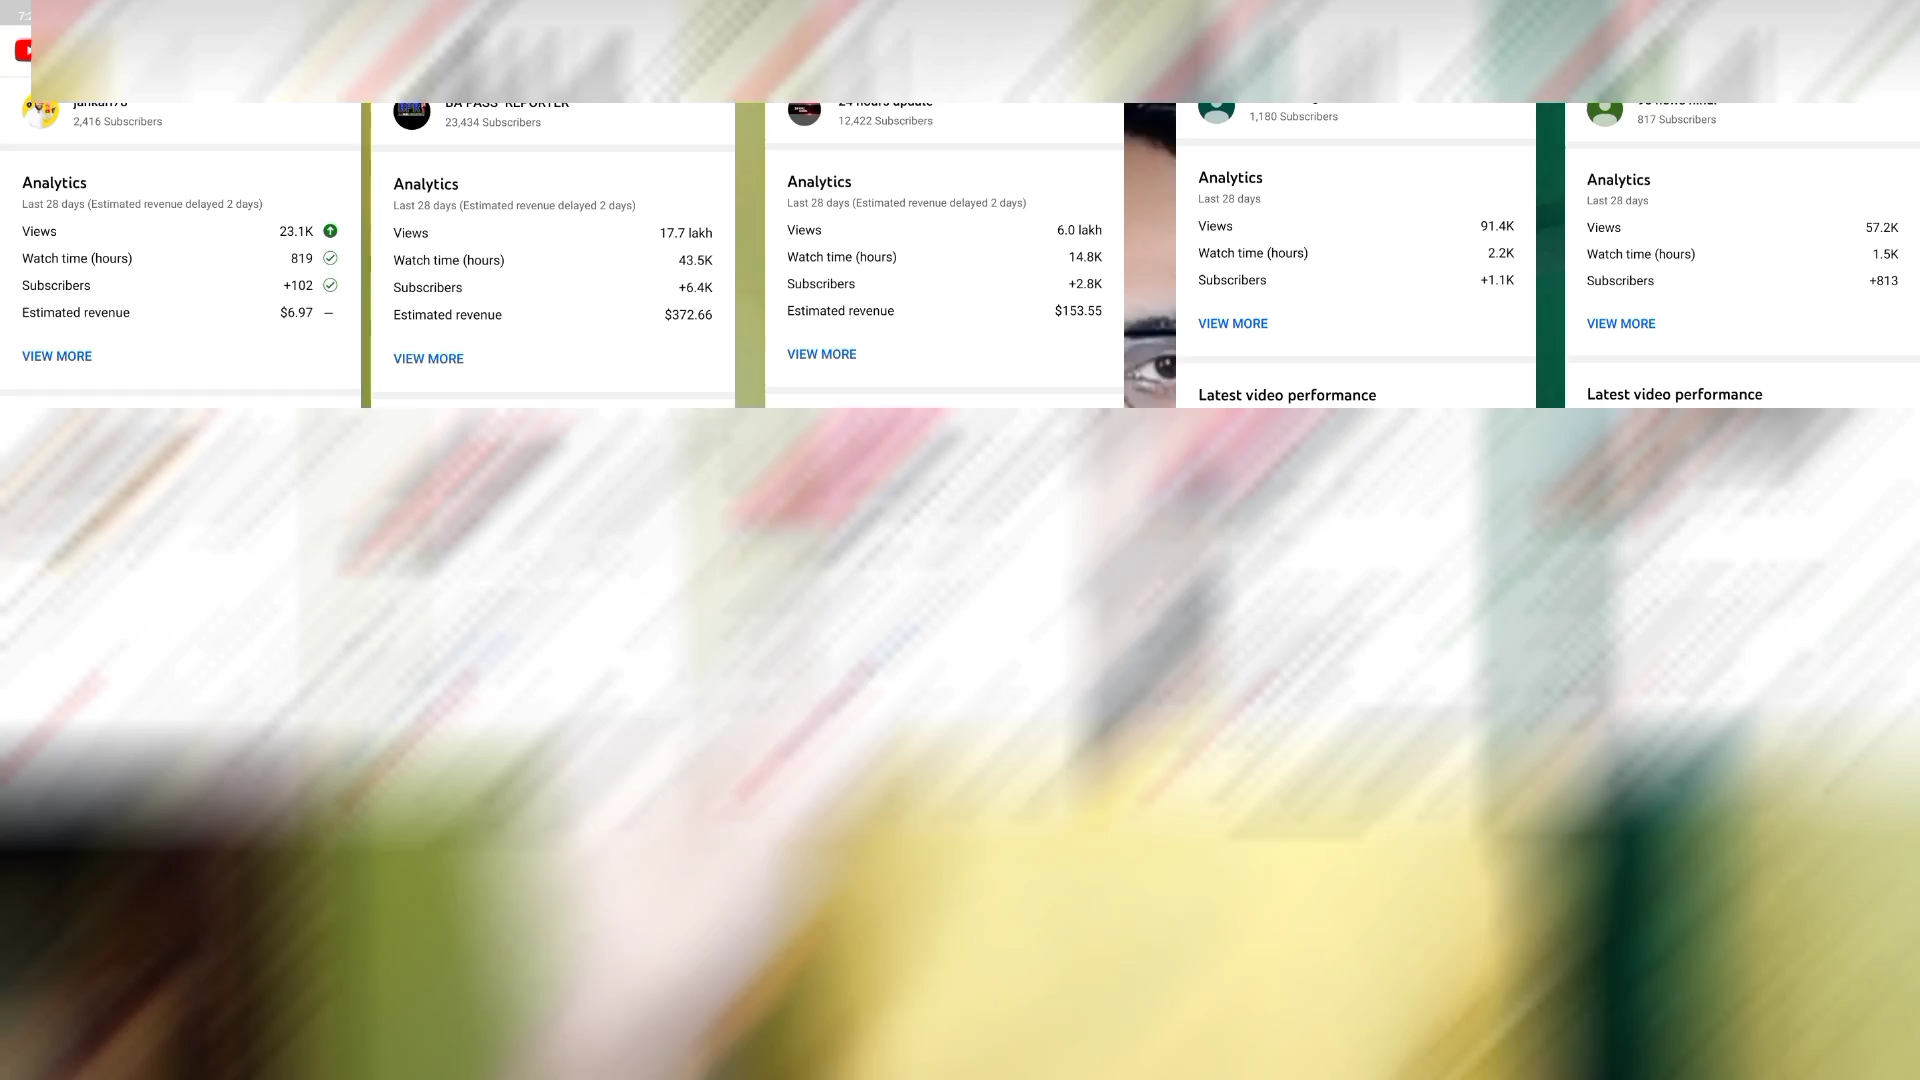 2,416 Subscribers
Analytics
Last 28 days (Estimated revenue delayed 2 days)
Views 23.1K
Watch time (hours) 819
Subscribers +102
Estimated revenue $6.97 –
VIEW MORE
BA PASS REPORTER
23,434 Subscribers
Analytics
Last 28 days (Estimated revenue delayed 2 days)
Views 17.7 lakh
Watch time (hours) 43.5K
Subscribers +6.4K
Estimated revenue $372.66
VIEW MORE
24 hours update
12,422 Subscribers
Analytics
Last 28 days (Estimated revenue delayed 2 days)
Views 6.0 lakh
Watch time (hours) 14.8K
Subscribers +2.8K
Estimated revenue $153.55
VIEW MORE
1,180 Subscribers
Analytics
Last 28 days
Views 91.4K
Watch time (hours) 2.2K
Subscribers +1.1K
VIEW MORE
Latest video performance
817 Subscribers
Analytics
Last 28 days
Views 57.2K
Watch time (hours) 1.5K
Subscribers +813
VIEW MORE
Latest video performance